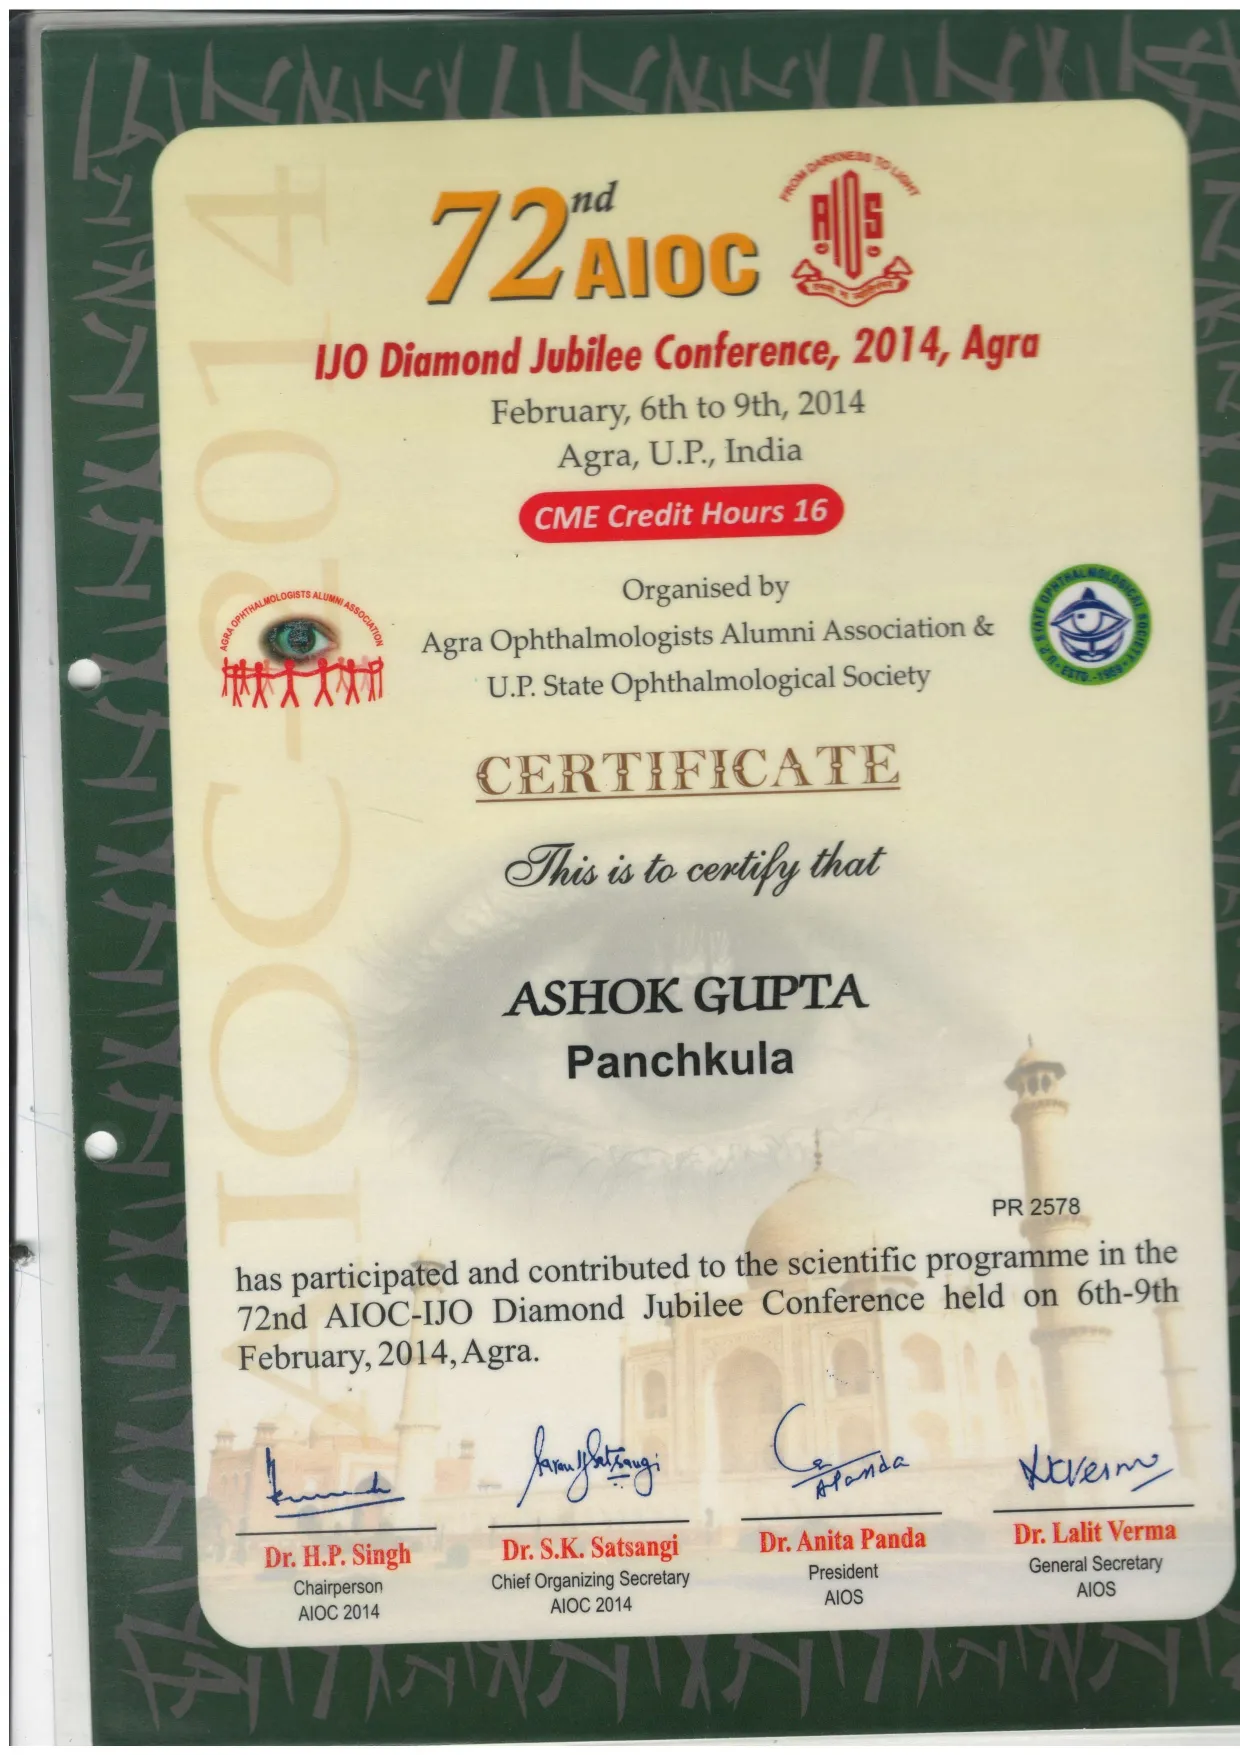 72nd AIOC
FROM DARKNESS TO LIGHT
AIOS
IJO Diamond Jubilee Conference, 2014, Agra
February, 6th to 9th, 2014
Agra, U.P., India
CME Credit Hours 16
AGRA OPHTHALMOLOGISTS ALUMNI ASSOCIATION
Organised by
Agra Ophthalmologists Alumni Association &
U.P. State Ophthalmological Society
U.P. STATE OPHTHALMOLOGICAL SOCIETY
ESTD.
CERTIFICATE
This is to certify that
ASHOK GUPTA
Panchkula
PR 2578
has participated and contributed to the scientific programme in the
72nd AIOC-IJO Diamond Jubilee Conference held on 6th-9th
February, 2014, Agra.
Dr. H.P. Singh
Chairperson
AIOC 2014
Dr. S.K. Satsangi
Chief Organizing Secretary
AIOC 2014
APanda
Dr. Anita Panda
President
AIOS
Dr. Lalit Verma
General Secretary
AIOS
AIOC-2014